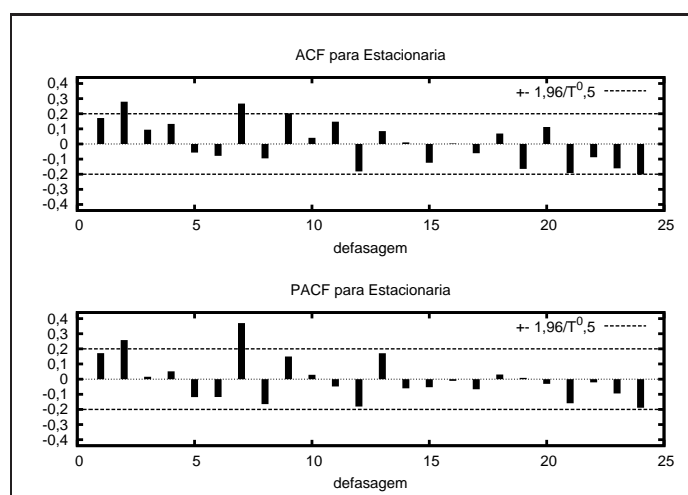 ACF para Estacionaria
+- 1,96/T^0,5
0,4
0,3
0,2
0,1
0
-0,1
-0,2
-0,3
-0,4
0 5 10 15 20 25
defasagem
PACF para Estacionaria
+- 1,96/T^0,5
0,4
0,3
0,2
0,1
0
-0,1
-0,2
-0,3
-0,4
0 5 10 15 20 25
defasagem